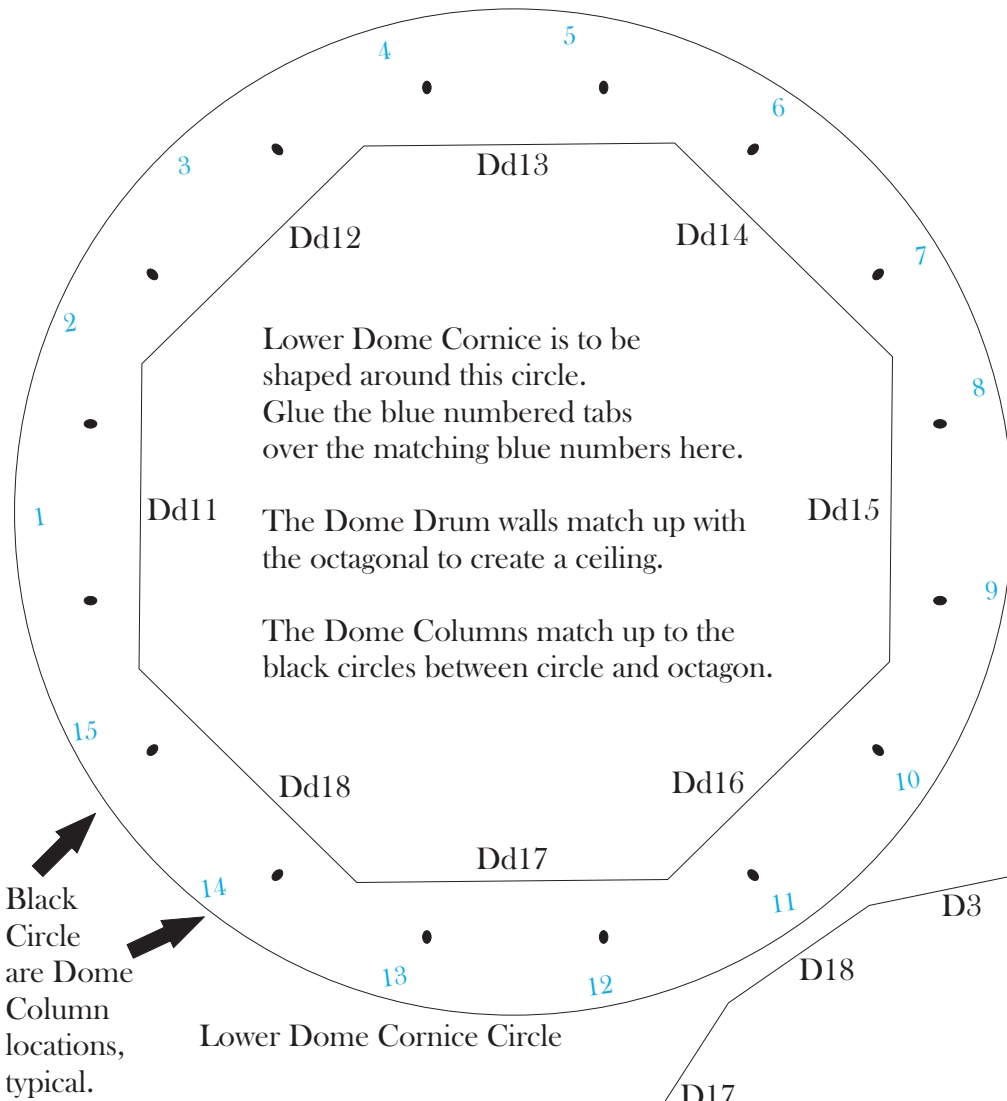 4
5
3
6
Dd13
Dd12
Dd14
7
2
8
Lower Dome Cornice is to be
shaped around this circle.
Glue the blue numbered tabs
over the matching blue numbers here.
1
Dd11
The Dome Drum walls match up with
the octagonal to create a ceiling.
Dd15
9
The Dome Columns match up to the
black circles between circle and octagon.
15
Dd18
Dd16
10
Dd17
14
11
Black
Circle
are Dome
Column
locations,
typical.
D3
D18
13
12
Lower Dome Cornice Circle
D17